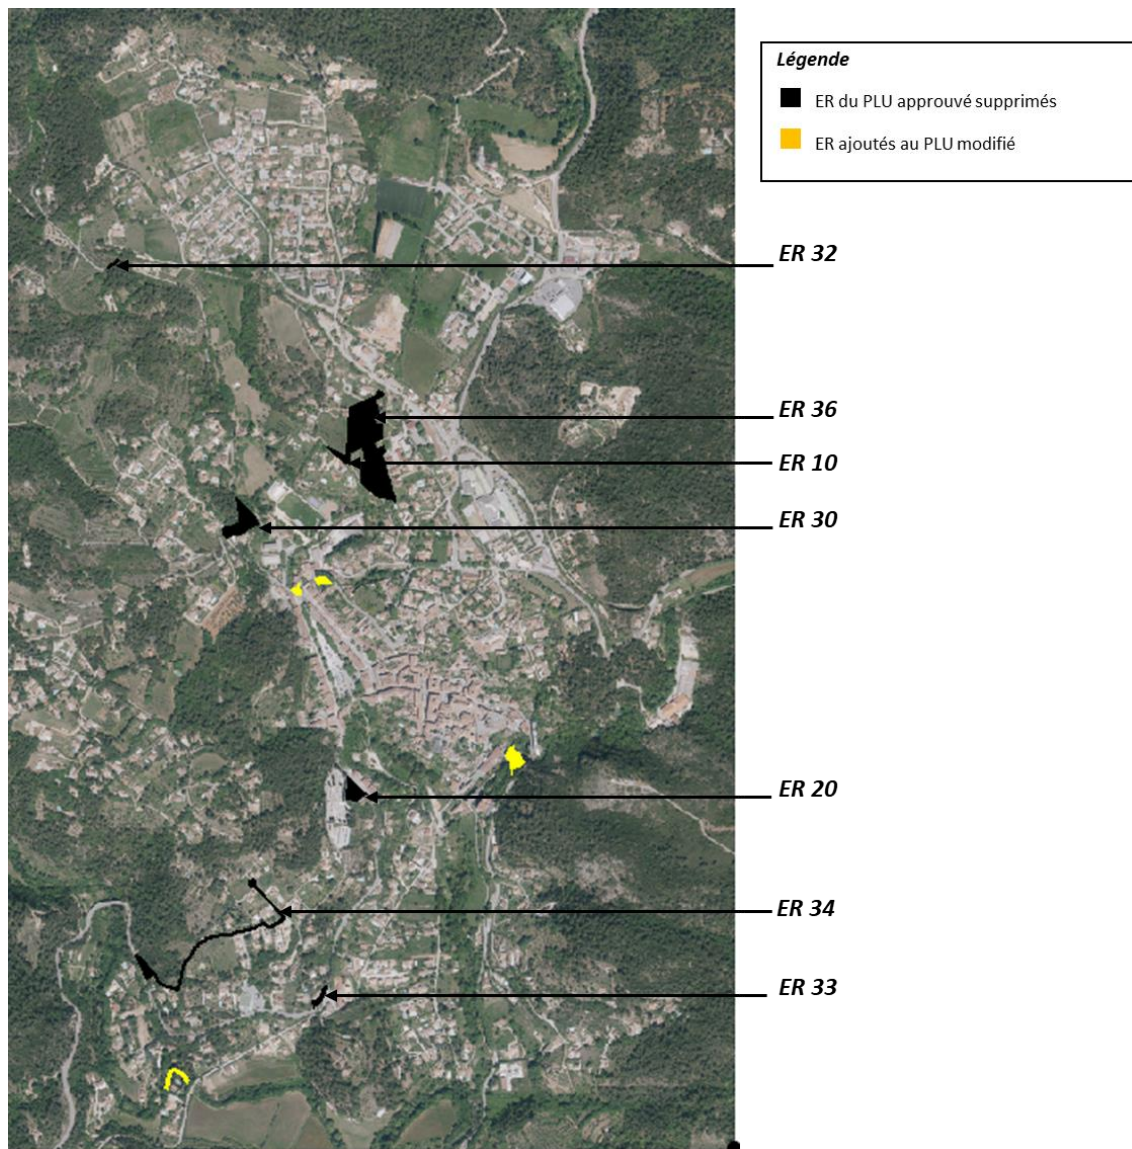 Légende
ER du PLU approuvé supprimés
ER ajoutés au PLU modifié
ER 32
ER 36
ER 10
ER 30
ER 20
ER 34
ER 33